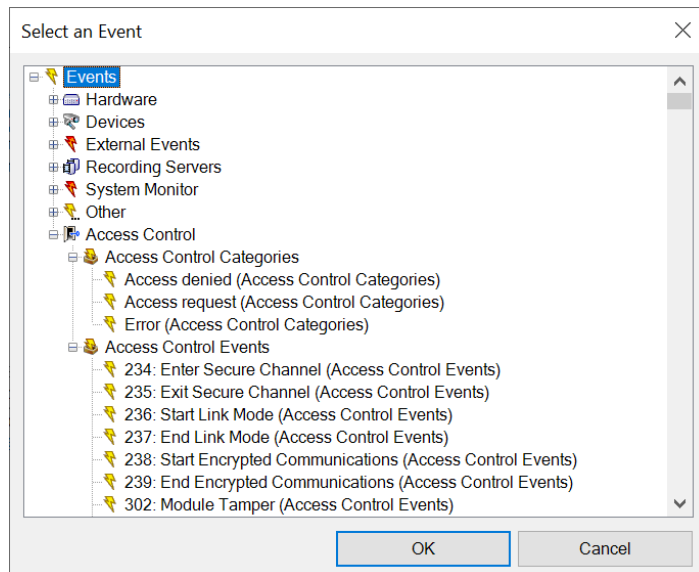 Select an Event
Events
Hardware
Devices
External Events
Recording Servers
System Monitor
Other
Access Control
Access Control Categories
Access denied (Access Control Categories)
Access request (Access Control Categories)
Error (Access Control Categories)
Access Control Events
234: Enter Secure Channel (Access Control Events)
235: Exit Secure Channel (Access Control Events)
236: Start Link Mode (Access Control Events)
237: End Link Mode (Access Control Events)
238: Start Encrypted Communications (Access Control Events)
239: End Encrypted Communications (Access Control Events)
302: Module Tamper (Access Control Events)
OK Cancel